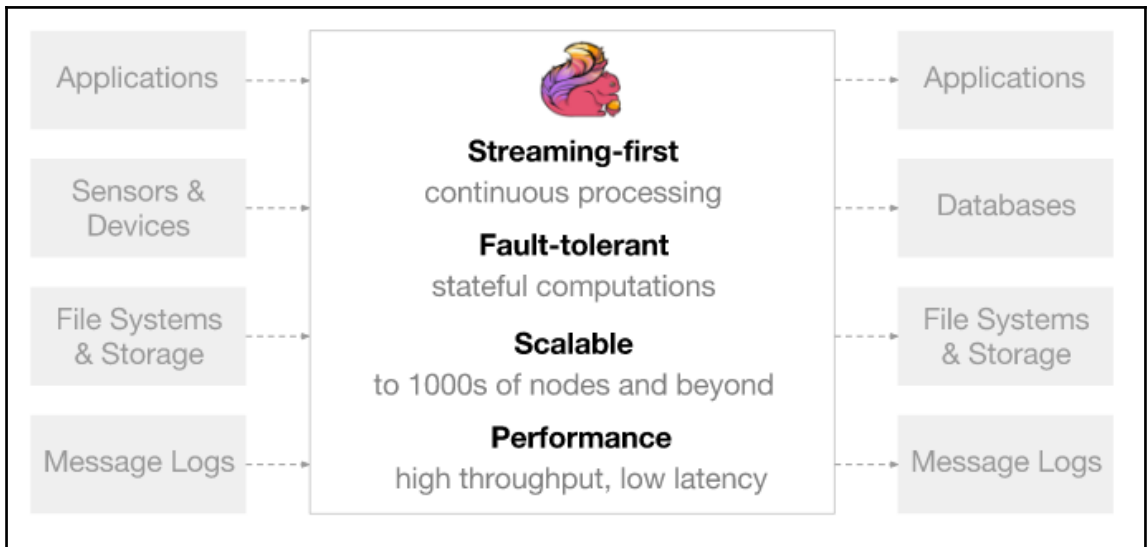 Applications
Sensors &
Devices
File Systems
& Storage
Message Logs
Streaming-first
continuous processing
Fault-tolerant
stateful computations
Scalable
to 1000s of nodes and beyond
Performance
high throughput, low latency
Applications
Databases
File Systems
& Storage
Message Logs